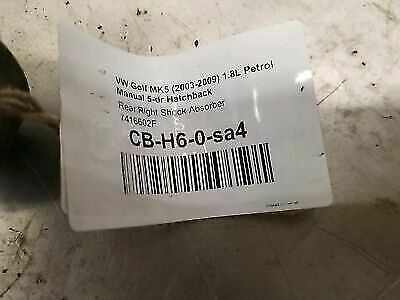 VW Golf MK5 (2003-2009) 1.8L Petrol
Manual 5-dr Hatchback
Rear Right Shock Absorber
7416602F
CB-H6-0-sa4